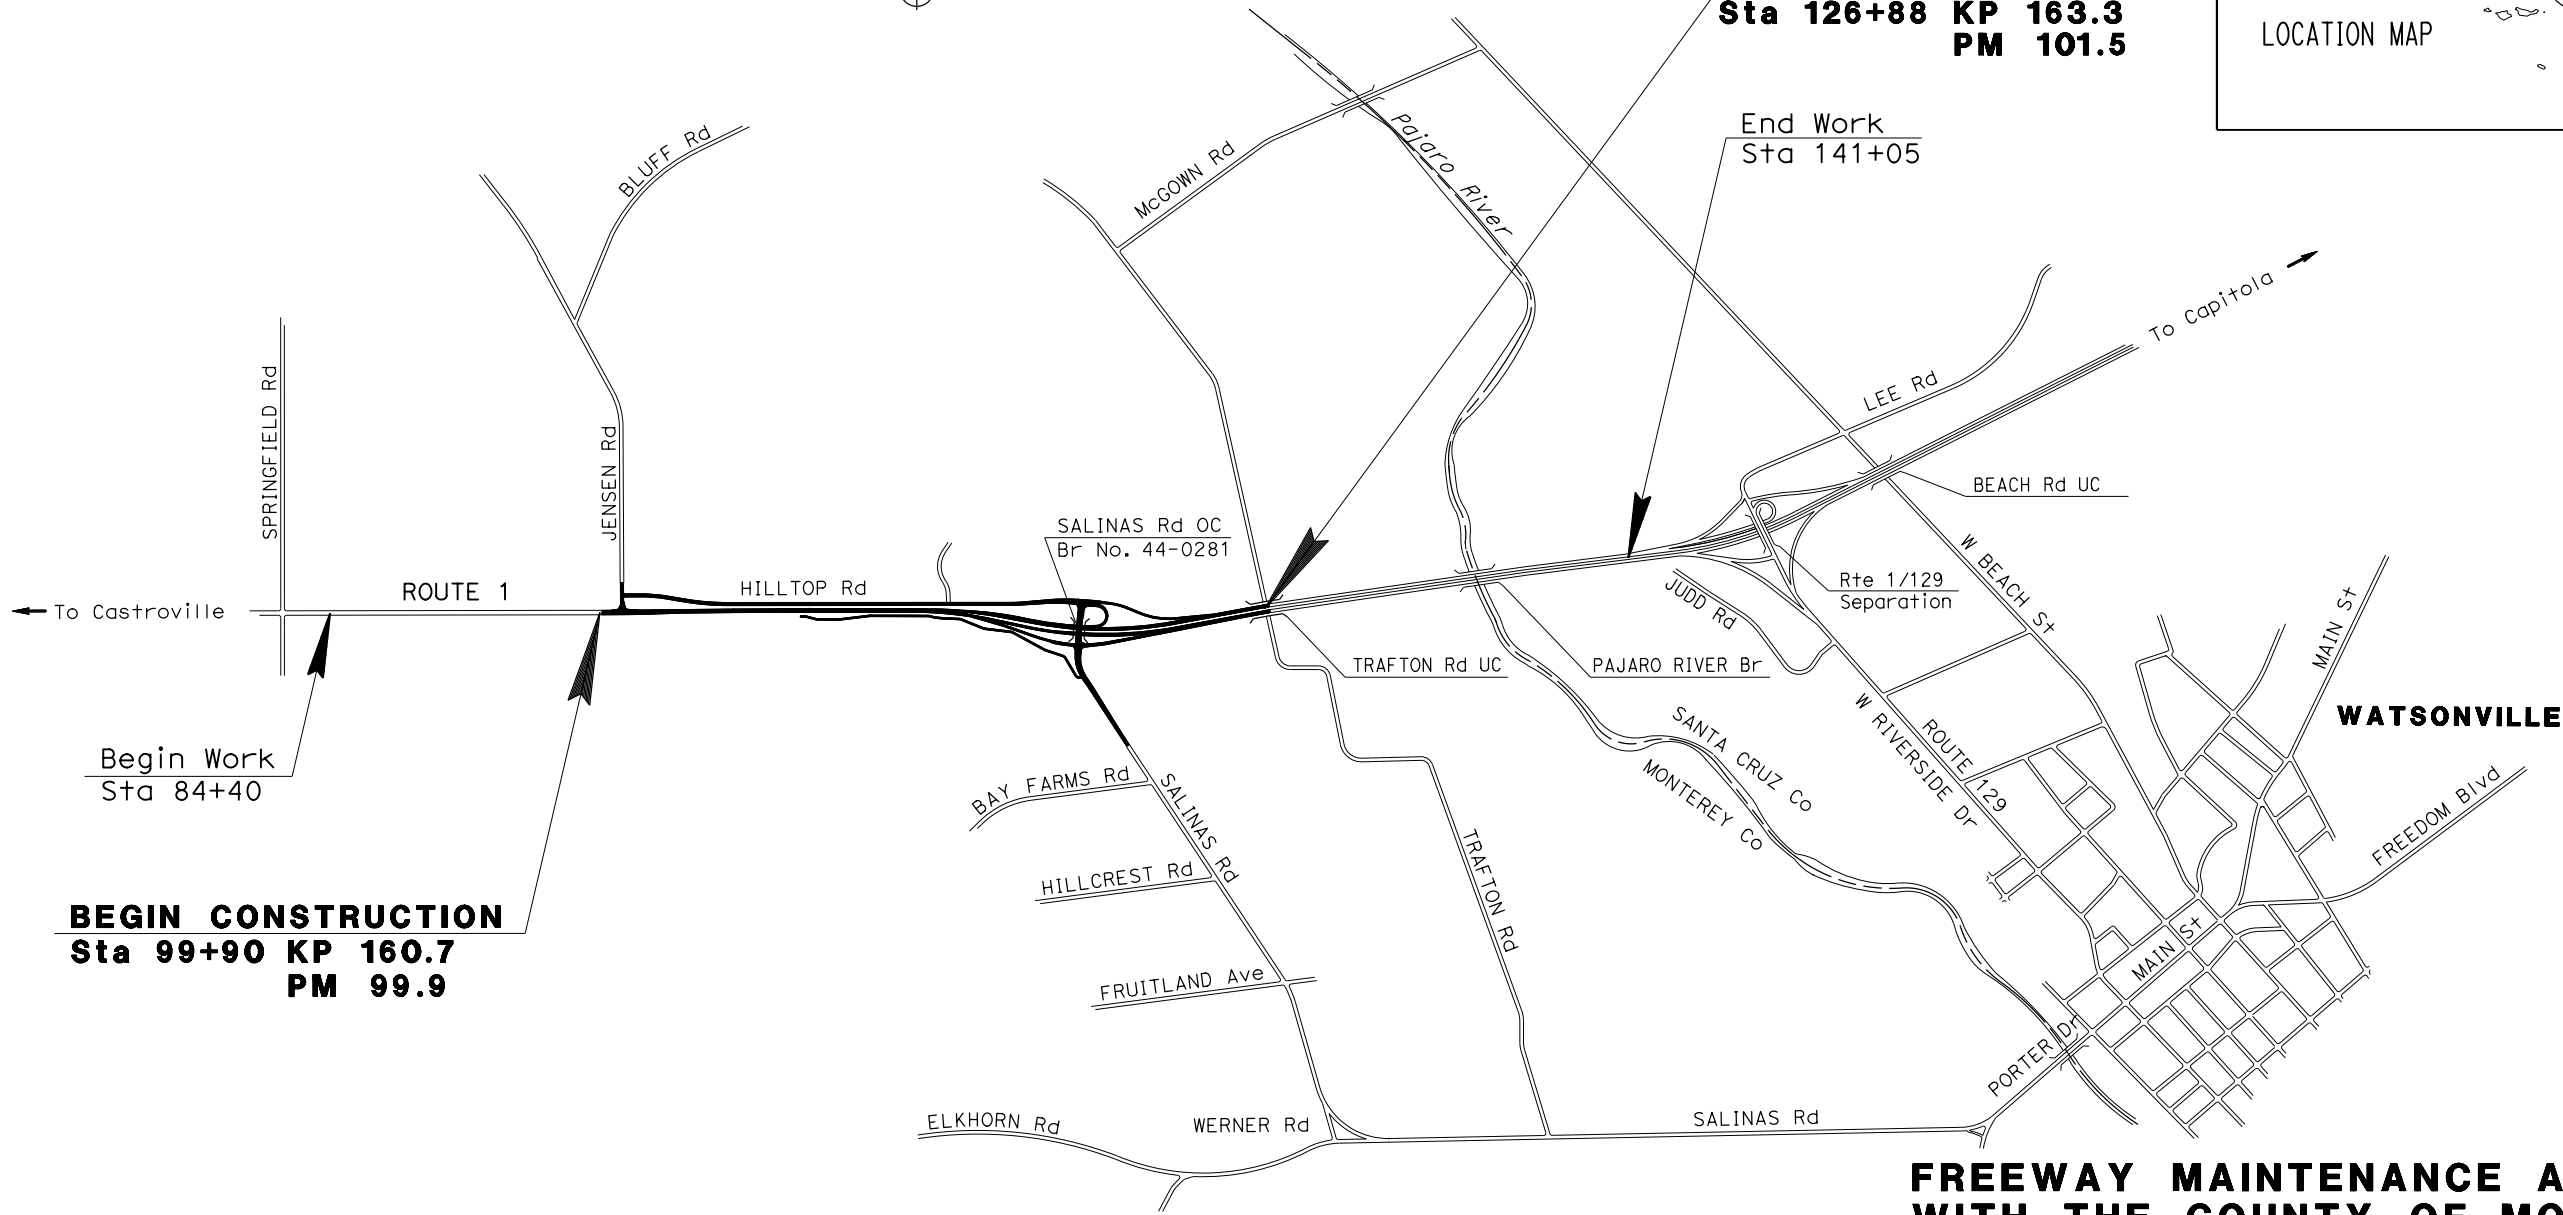 Sta 126+88 KP 163.3
PM 101.5
LOCATION MAP
End Work
Sta 141+05
BLUFF Rd
McGOWN Rd
Pajaro River
To Capitola
SPRINGFIELD Rd
JENSEN Rd
LEE Rd
BEACH Rd UC
SALINAS Rd OC
Br No. 44-0281
W BEACH St
ROUTE 1
HILLTOP Rd
To Castroville
Rte 1/129
Separation
JUDD Rd
MAIN St
TRAFTON Rd UC
PAJARO RIVER Br
WATSONVILLE
SANTA CRUZ Co
MONTEREY Co
W RIVERSIDE Dr
ROUTE 129
Begin Work
Sta 84+40
BAY FARMS Rd
SALINAS Rd
FREEDOM Blvd
HILLCREST Rd
TRAFTON Rd
BEGIN CONSTRUCTION
Sta 99+90 KP 160.7
PM 99.9
MAIN St
FRUITLAND Ave
PORTER Dr
ELKHORN Rd
WERNER Rd
SALINAS Rd
FREEWAY MAINTENANCE A
WITH THE COUNTY OF MO